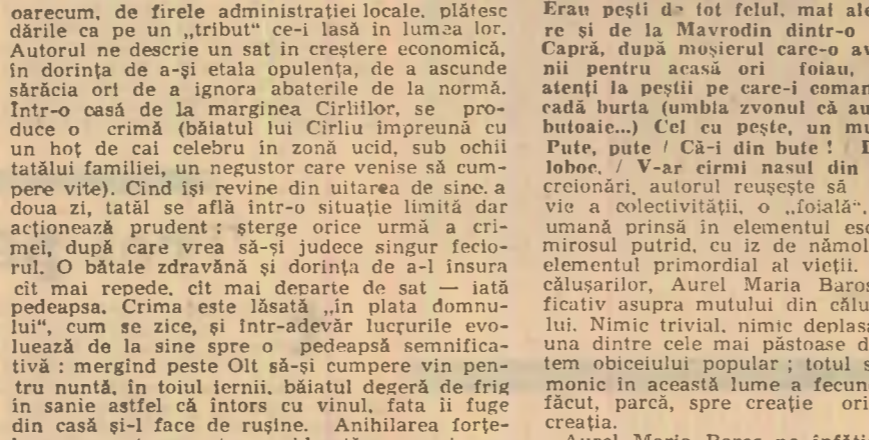 oarecum, de firele administrației locale, plătesc
dările ca pe un „tribut“ ce-i lasă în lumea lor.
Autorul ne descrie un sat in creștere economică,
în dorința de a-și etala opulența, de a ascunde
sărăcia ori de a ignora abaterile de la normă.
Într-o casă de la marginea Cirliilor, se pro-
duce o crimă (băiatul lui Cirliu împreună cu
un hoț de cai celebru in zonă ucid, sub ochii
tatălui familiei, un negustor care venise să cum-
pere vite). Cind își revine din uitarea de sine, a
doua zi, tatăl se află într-o situație limită dar
acționează prudent : șterge orice urmă a cri-
mei, după care vrea să-și judece singur fecio-
rul. O bătaie zdravănă și dorința de a-l însura
cit mai repede, cit mai departe de sat — iată
pedeapsa. Crima este lăsată „în plata domnu-
lui“, cum se zice, și într-adevăr lucrurile evo-
luează de la sine spre o pedeapsă semnifica-
tivă : mergind peste Olt să-și cumpere vin pen-
tru nuntă, în toiul iernii, băiatul degeră de frig
in sanie astfel că întors cu vinul, fata îi fuge
din casă și-l face de rușine. Anihilarea forțe-
Erau pești de tot felul, mai ale
re și de la Mavrodin dintr-o
Capră, după moșierul care-o av
nii pentru acasă ori foiau,
atenți la peștii pe care-i coman
cadă burta (umbla zvonul că au
butoaie...) Cel cu pește, un mu
Pute, pute / Că-i din bute !
loboc. / V-ar cirmi nasul din
creionări, autorul reușește să
vie a colectivității, o „foială“,
umană prinsă în elementul esc
mirosul putrid, cu iz de nămol
elementul primordial al vieții.
călușarilor, Aurel Maria Baros
ficativ asupra mutului din călu
lui. Nimic trivial, nimic deplasa
una dintre cele mai păstoase d
tem obiceiului popular ; totul s
monic in această lume a fecun
făcut, parcă, spre creație ori
creația.
Aurel Maria Baros ne înfăți